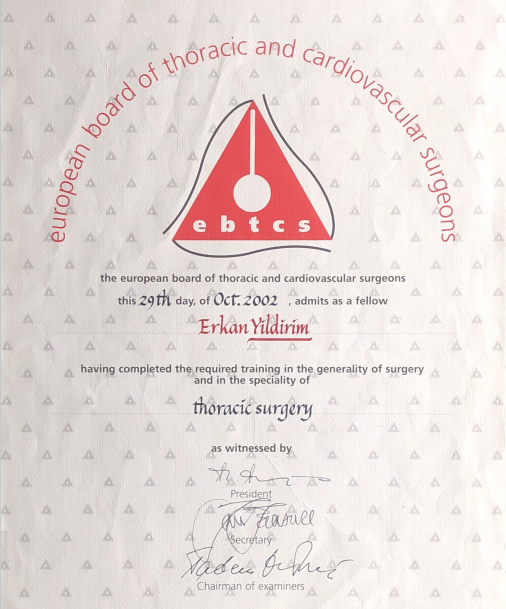 european board of thoracic and cardiovascular surgeons
ebtcs
the european board of thoracic and cardiovascular surgeons
this 29th day, of Oct. 2002 , admits as a fellow
Erkan Yildirim
having completed the required training in the generality of surgery
and in the speciality of
thoracic surgery
as witnessed by
President
Secretary
Chairman of examiners